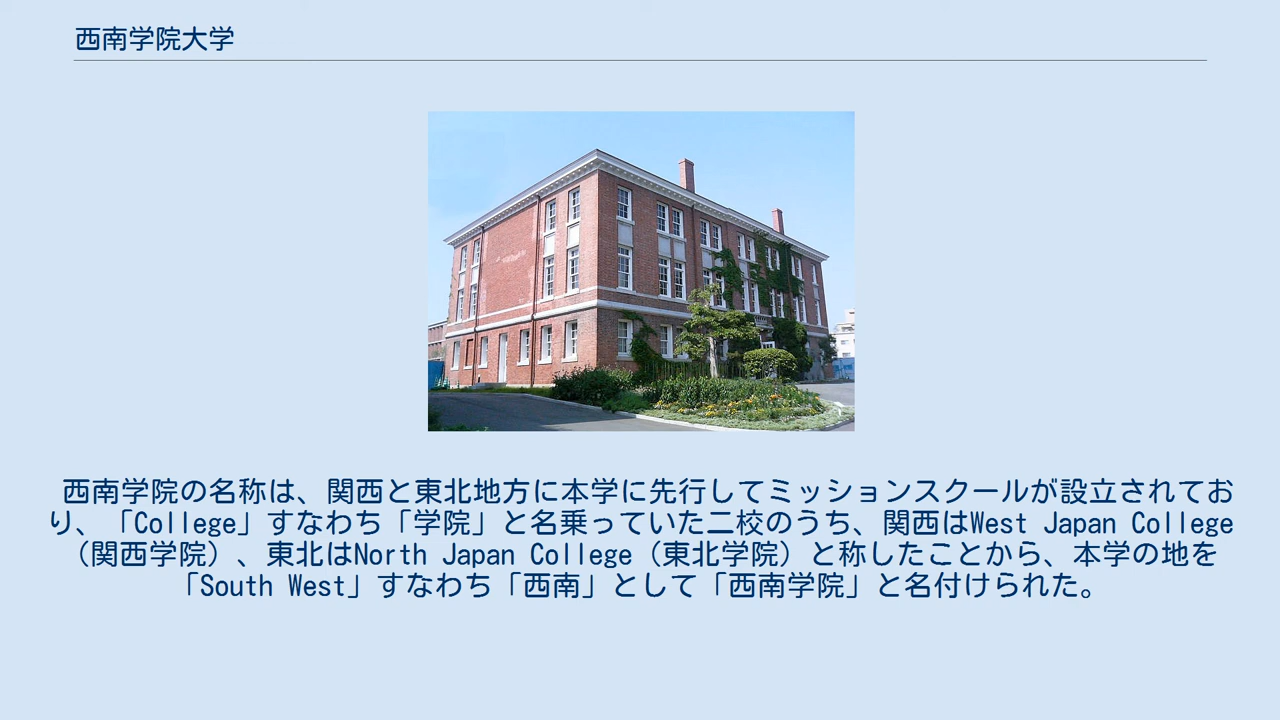 西南学院大学
西南学院の名称は、関西と東北地方に本学に先行してミッションスクールが設立されてお
り、「College」すなわち「学院」と名乗っていた二校のうち、関西はWest Japan College
（関西学院）、東北はNorth Japan College（東北学院）と称したことから、本学の地を
「South West」すなわち「西南」として「西南学院」と名付けられた。